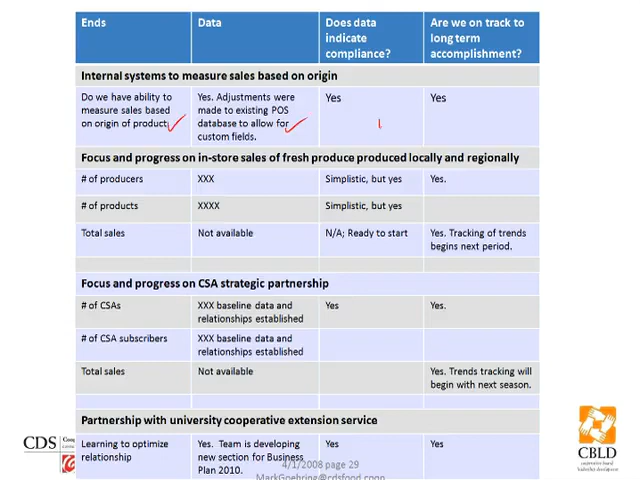 Ends Data Does data Are we on track to
indicate long term
compliance? accomplishment?
Internal systems to measure sales based on origin
Do we have ability to Yes. Adjustments were Yes Yes
measure sales based made to existing POS
on origin of product. database to allow for
custom fields.
Focus and progress on in-store sales of fresh produce produced locally and regionally
# of producers XXX Simplistic, but yes Yes.
# of products XXXX Simplistic, but yes
Total sales Not available N/A; Ready to start Yes. Tracking of trends
begins next period.
Focus and progress on CSA strategic partnership
# of CSAs XXX baseline data and Yes Yes.
relationships established
# of CSA subscribers XXX baseline data and
relationships established
Total sales Not available Yes. Trends tracking will
begin with next season.
Partnership with university cooperative extension service
Learning to optimize Yes. Team is developing Yes Yes
relationship new section for Business
Plan 2010.
4/1/2008 page 29
MarkGoehring@cdsfood.coop
CDS
CBLD